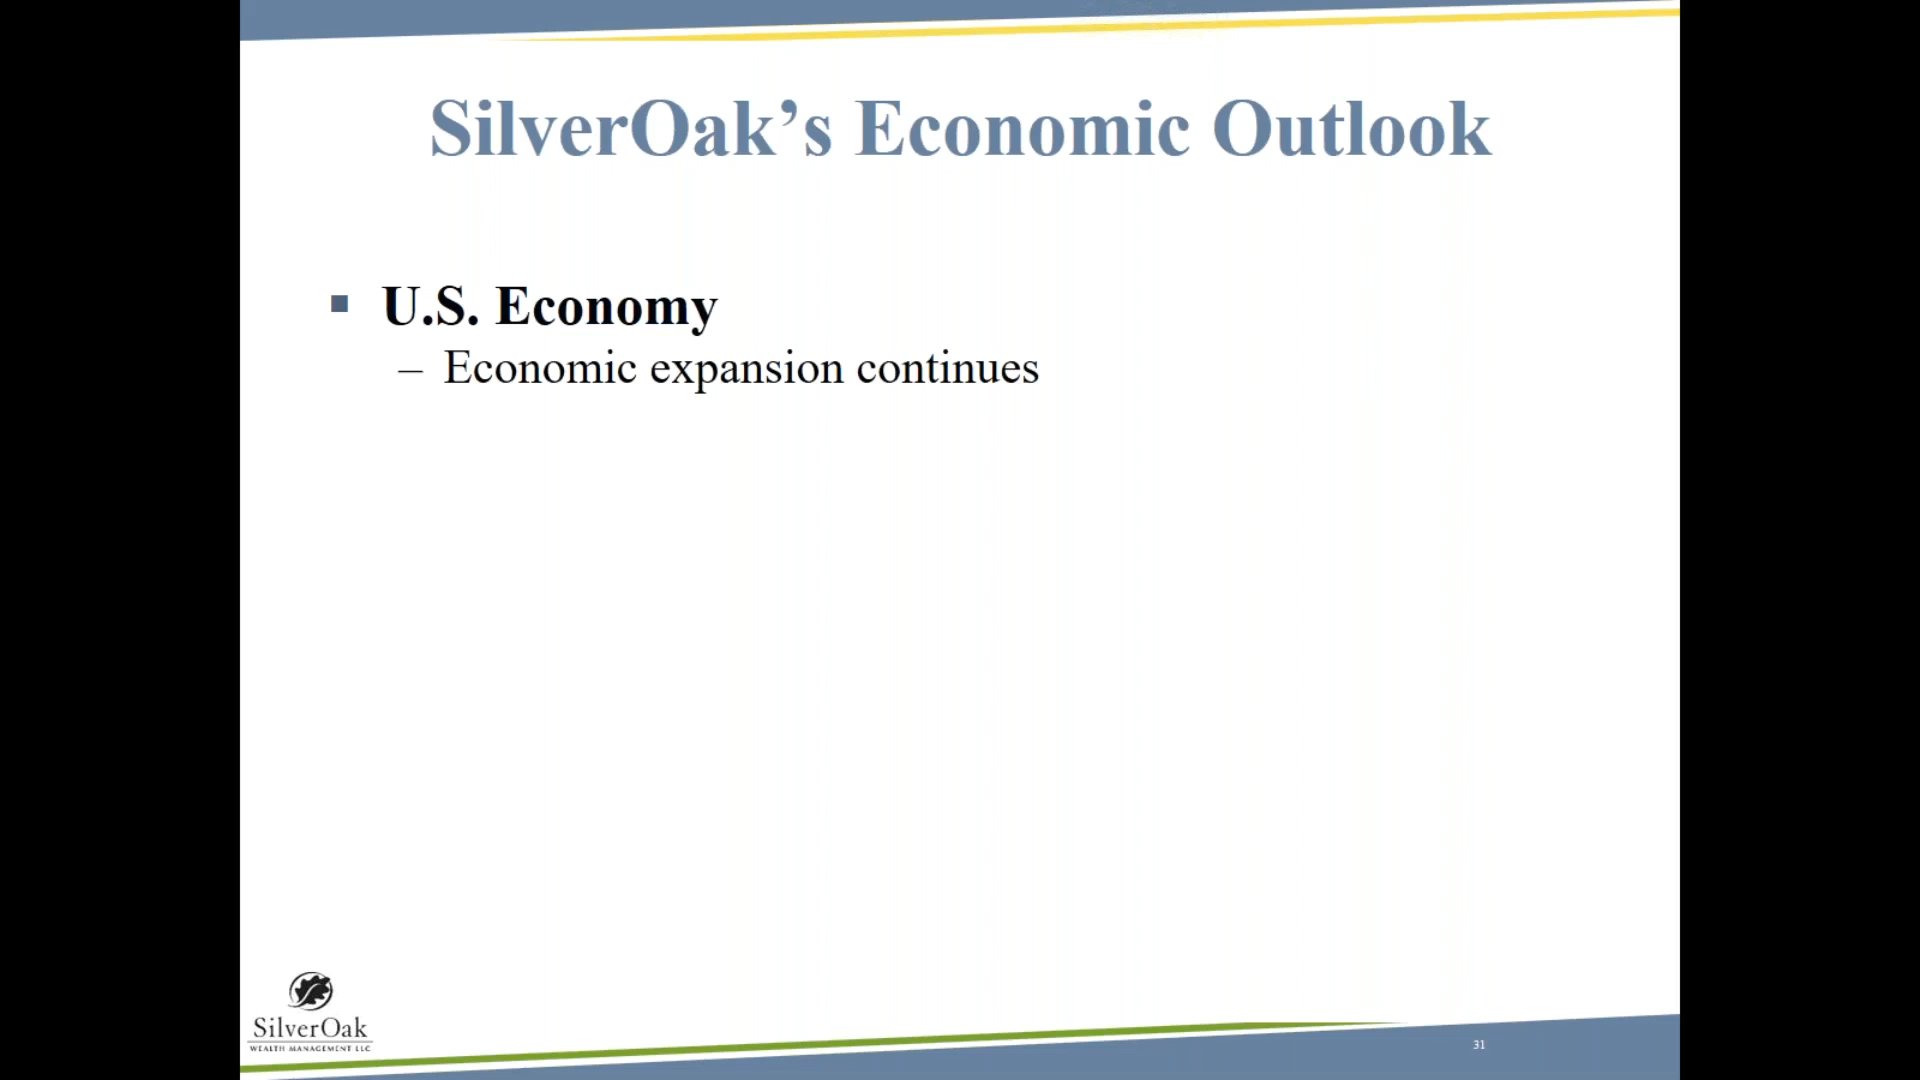 SilverOak’s Economic Outlook
▪ U.S. Economy
– Economic expansion continues
SilverOak
WEALTH MANAGEMENT LLC
31